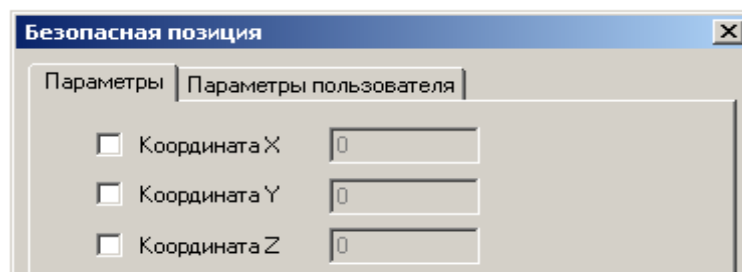 Безопасная позиция
Параметры Параметры пользователя
Координата X 0
Координата Y 0
Координата Z 0